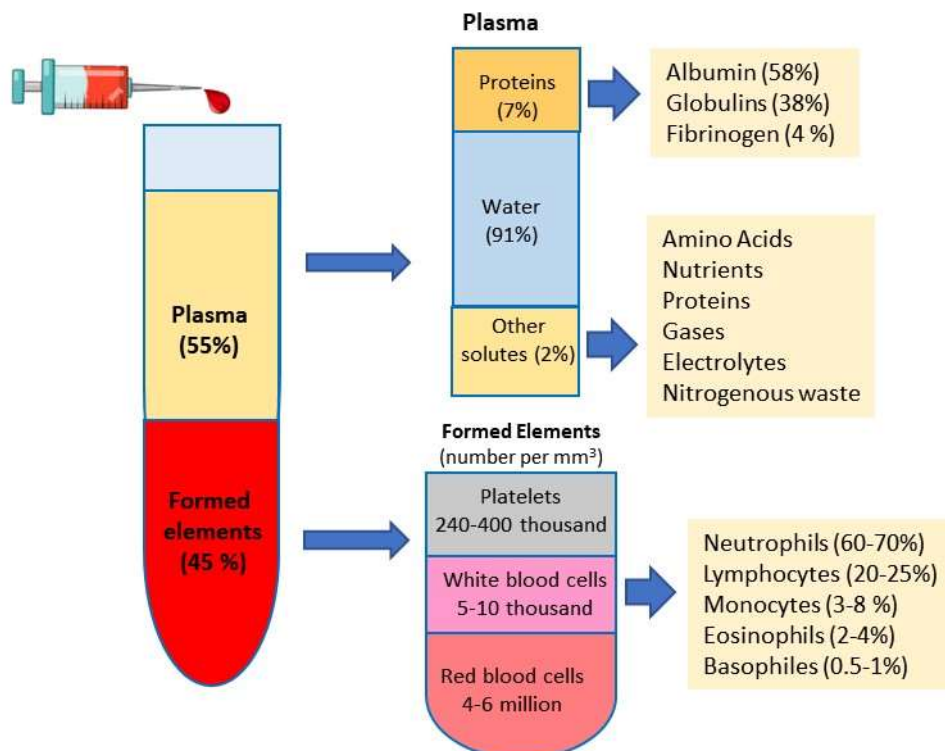 Plasma
Proteins
(7%)
Albumin (58%)
Globulins (38%)
Fibrinogen (4 %)
Water
(91%)
Plasma
(55%)
Other
solutes (2%)
Amino Acids
Nutrients
Proteins
Gases
Electrolytes
Nitrogenous waste
Formed Elements
(number per mm³)
Formed
elements
(45 %)
Platelets
240-400 thousand
White blood cells
5-10 thousand
Red blood cells
4-6 million
Neutrophils (60-70%)
Lymphocytes (20-25%)
Monocytes (3-8 %)
Eosinophils (2-4%)
Basophiles (0.5-1%)